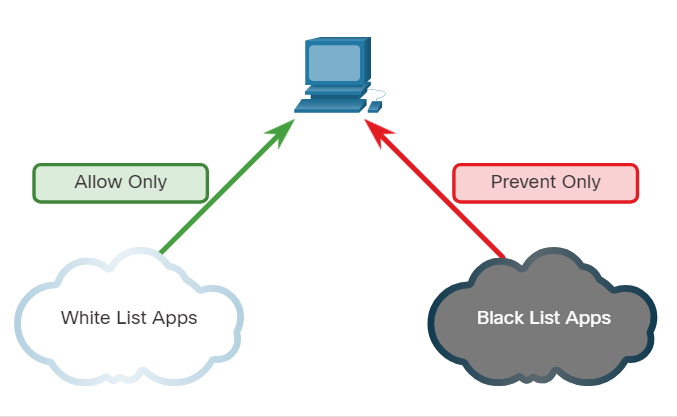 Allow Only
Prevent Only
White List Apps
Black List Apps